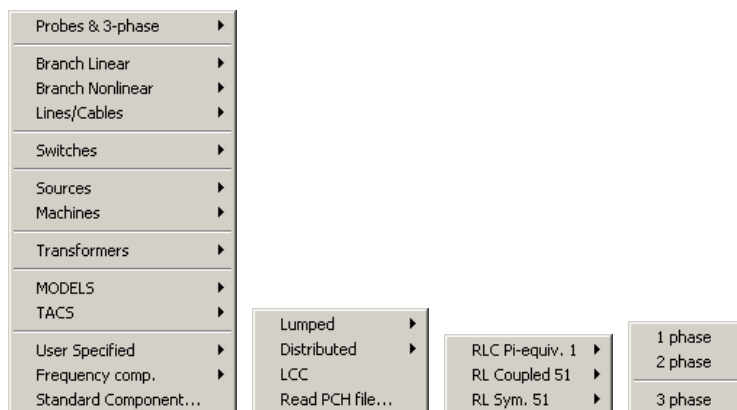 Probes & 3-phase
Branch Linear
Branch Nonlinear
Lines/Cables
Switches
Sources
Machines
Transformers
MODELS
TACS
User Specified
Frequency comp.
Standard Component...
Lumped
Distributed
LCC
Read PCH file...
RLC Pi-equiv. 1
RL Coupled 51
RL Sym. 51
1 phase
2 phase
3 phase